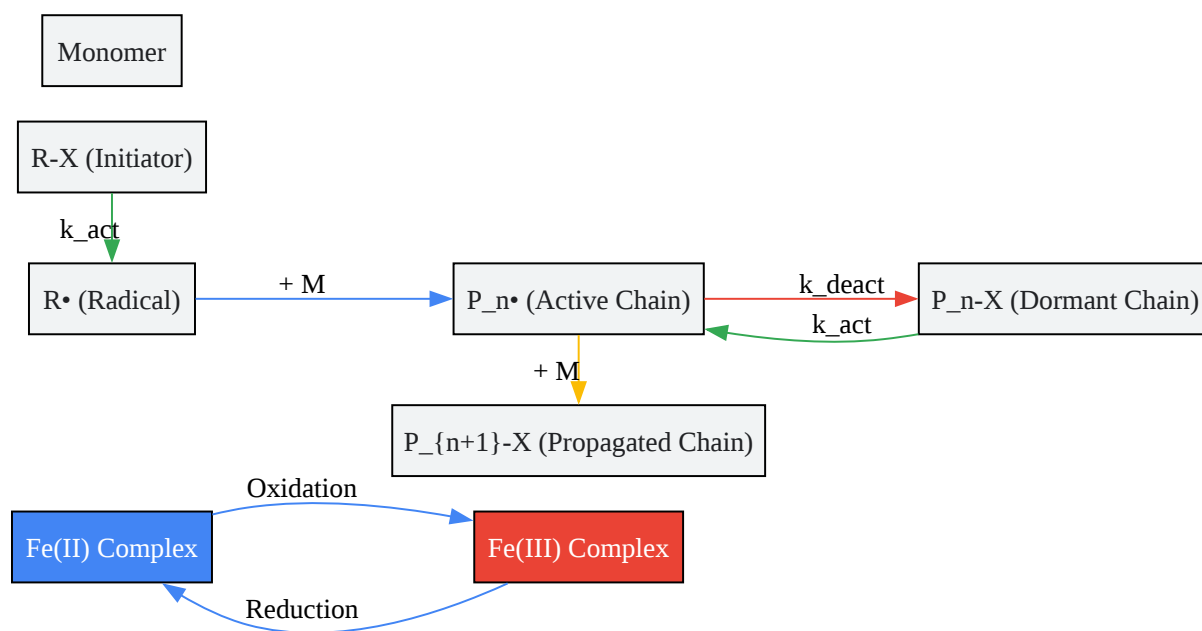 Monomer
R-X (Initiator)
k_act
R• (Radical)
+ M
P_n• (Active Chain)
k_deact
k_act
P_n-X (Dormant Chain)
+ M
P_{n+1}-X (Propagated Chain)
Oxidation
Fe(II) Complex
Fe(III) Complex
Reduction